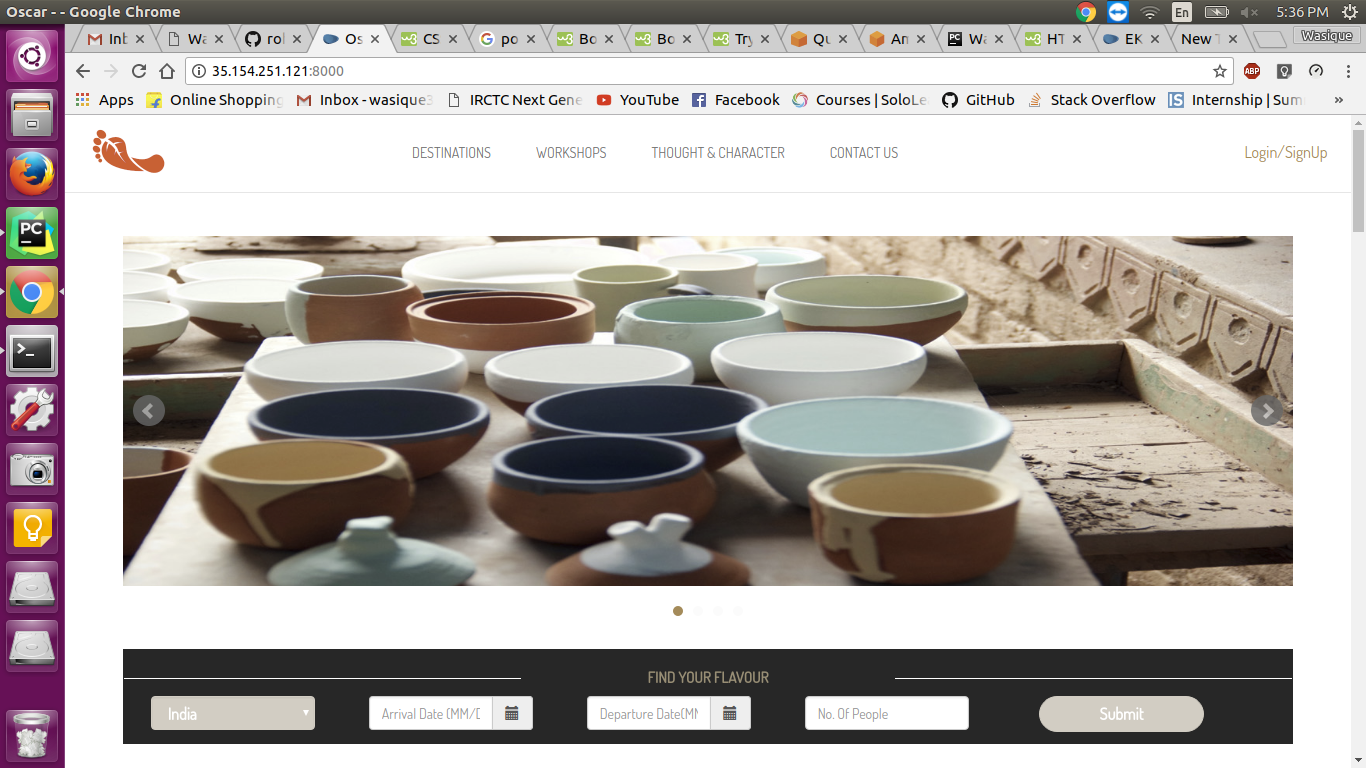 Oscar - - Google Chrome
En
5:36 PM
Inb
Wa
rol
Os
CS
po
Bo
Bo
Try
Qu
An
Wa
HT
EK
New T
Wasique
35.154.251.121:8000
ABP
Apps
Online Shopping
Inbox - wasique3
IRCTC Next Gene
YouTube
Facebook
Courses | SoloLe
GitHub
Stack Overflow
Internship | Sum
»
DESTINATIONS
WORKSHOPS
THOUGHT & CHARACTER
CONTACT US
Login/SignUp
FIND YOUR FLAVOUR
India
Arrival Date (MM/D
Departure Date(MM
No. Of People
Submit